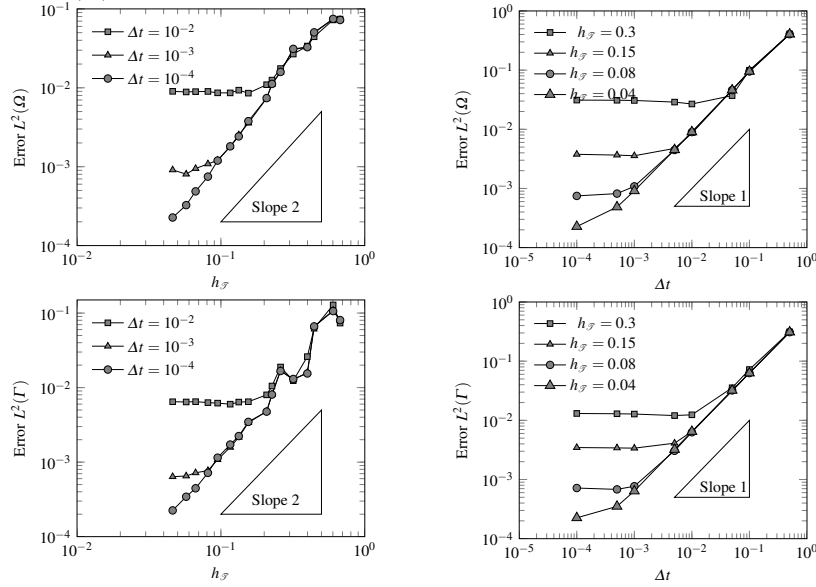 10^{-1}
10^{-2}
10^{-3}
10^{-4}
Error L^2(Ω)
Δt = 10^{-2}
Δt = 10^{-3}
Δt = 10^{-4}
Slope 2
10^{-2} 10^{-1} 10^0
h_𝒯
10^1
10^0
10^{-1}
10^{-2}
10^{-3}
10^{-4}
Error L^2(Ω)
h_𝒯 = 0.3
h_𝒯 = 0.15
h_𝒯 = 0.08
h_𝒯 = 0.04
Slope 1
10^{-5} 10^{-4} 10^{-3} 10^{-2} 10^{-1} 10^0
Δt
10^{-1}
10^{-2}
10^{-3}
10^{-4}
Error L^2(Γ)
Δt = 10^{-2}
Δt = 10^{-3}
Δt = 10^{-4}
Slope 2
10^{-2} 10^{-1} 10^0
h_𝒯
10^0
10^{-1}
10^{-2}
10^{-3}
10^{-4}
Error L^2(Γ)
h_𝒯 = 0.3
h_𝒯 = 0.15
h_𝒯 = 0.08
h_𝒯 = 0.04
Slope 1
10^{-5} 10^{-4} 10^{-3} 10^{-2} 10^{-1} 10^0
Δt